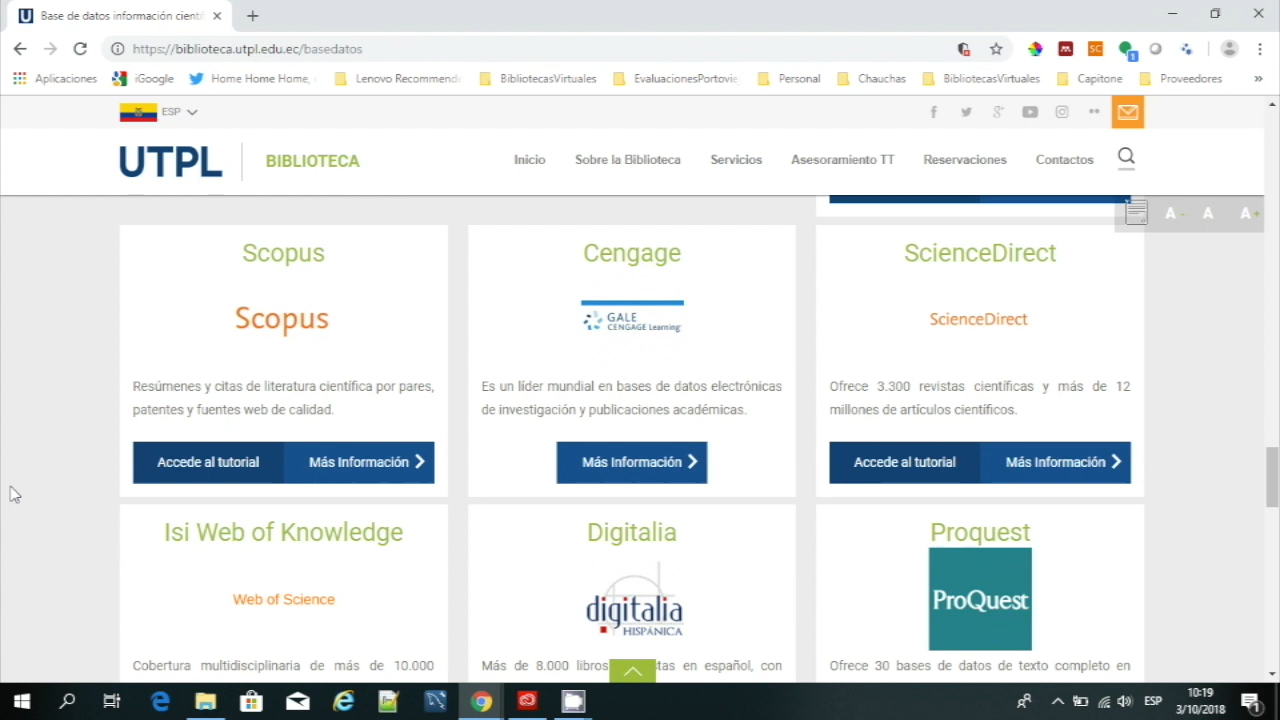 Base de datos información cientí
https://biblioteca.utpl.edu.ec/basedatos
Aplicaciones iGoogle Home Home Home, Lenovo Recommend BibliotecasVirtuales EvaluacionesPortovie Personal Chauchas BibliotecasVirtuales Capitone Proveedores »
ESP
UTPL BIBLIOTECA Inicio Sobre la Biblioteca Servicios Asesoramiento TT Reservaciones Contactos
A- A A+
Scopus Cengage ScienceDirect
Scopus
GALE
CENGAGE Learning
ScienceDirect
Resúmenes y citas de literatura científica por pares,
patentes y fuentes web de calidad.
Es un líder mundial en bases de datos electrónicas
de investigación y publicaciones académicas.
Ofrece 3.300 revistas científicas y más de 12
millones de artículos científicos.
Accede al tutorial Más Información
Más Información
Accede al tutorial Más Información
Isi Web of Knowledge Digitalia Proquest
Web of Science
digitalia
HISPÁNICA
ProQuest
Cobertura multidisciplinaria de más de 10.000
Más de 8.000 libros stas en español, con
Ofrece 30 bases de datos de texto completo en
ESP
10:19
3/10/2018